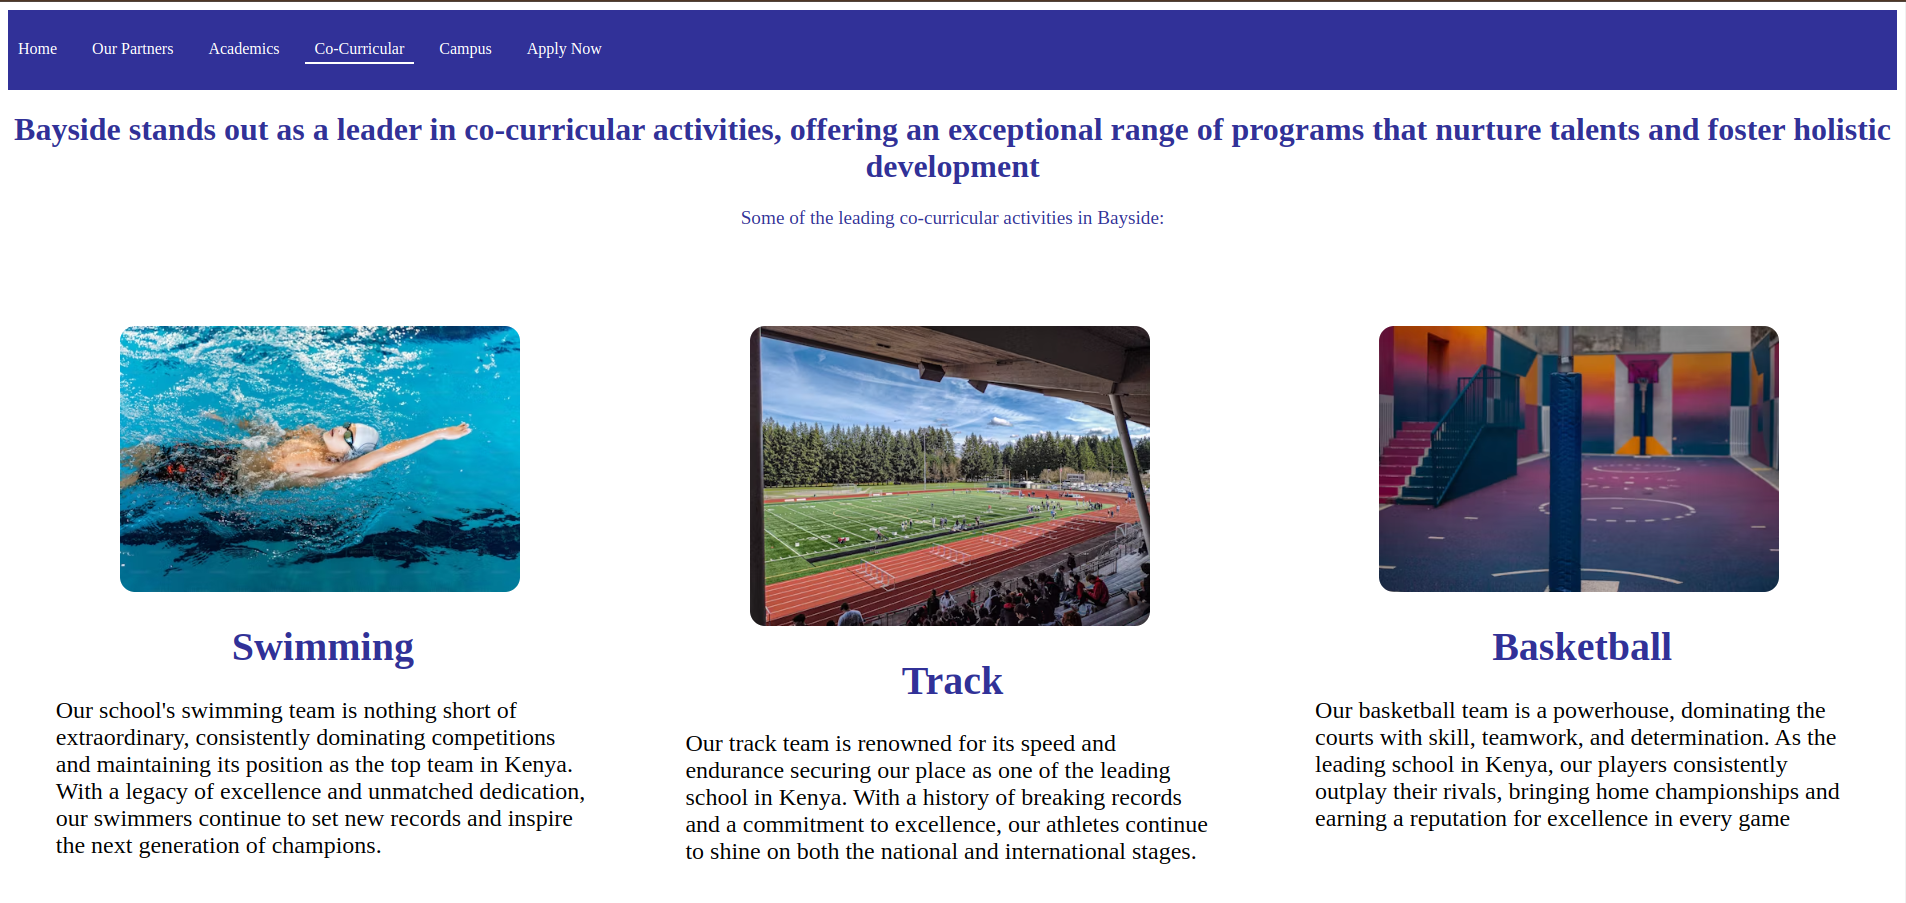 Home Our Partners Academics Co-Curricular Campus Apply Now
Bayside stands out as a leader in co-curricular activities, offering an exceptional range of programs that nurture talents and foster holistic
development
Some of the leading co-curricular activities in Bayside:
Swimming
Our school's swimming team is nothing short of
extraordinary, consistently dominating competitions
and maintaining its position as the top team in Kenya.
With a legacy of excellence and unmatched dedication,
our swimmers continue to set new records and inspire
the next generation of champions.
Track
Our track team is renowned for its speed and
endurance securing our place as one of the leading
school in Kenya. With a history of breaking records
and a commitment to excellence, our athletes continue
to shine on both the national and international stages.
Basketball
Our basketball team is a powerhouse, dominating the
courts with skill, teamwork, and determination. As the
leading school in Kenya, our players consistently
outplay their rivals, bringing home championships and
earning a reputation for excellence in every game